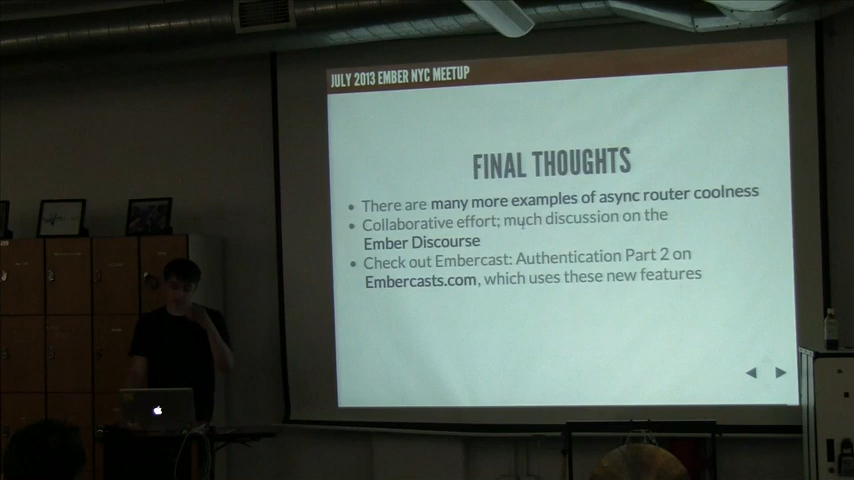 JULY 2013 EMBER NYC MEETUP
FINAL THOUGHTS
• There are many more examples of async router coolness
• Collaborative effort; much discussion on the
Ember Discourse
• Check out Embercast: Authentication Part 2 on
Embercasts.com, which uses these new features